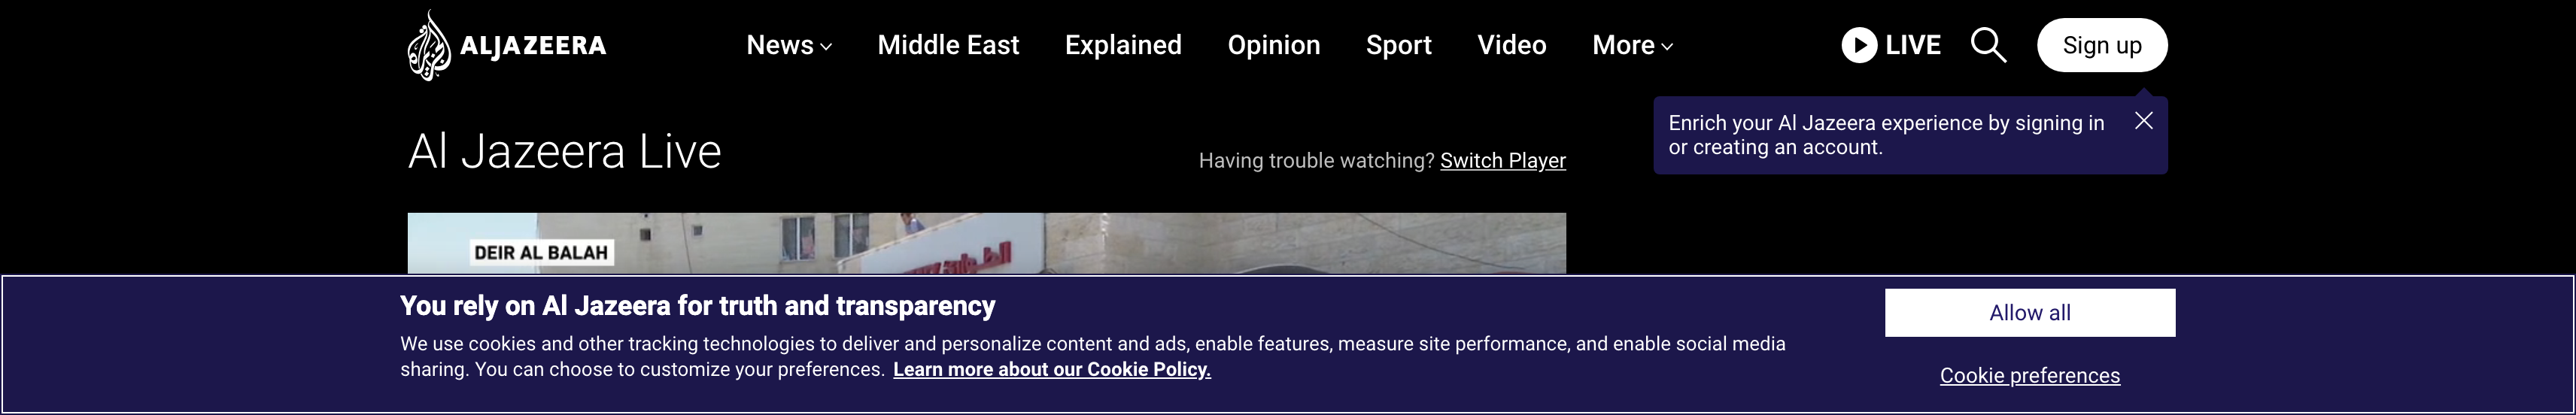 ALJAZEERA
News
Middle East
Explained
Opinion
Sport
Video
More
LIVE
Sign up
Enrich your Al Jazeera experience by signing in
or creating an account.
Al Jazeera Live
Having trouble watching? Switch Player
DEIR AL BALAH
You rely on Al Jazeera for truth and transparency
We use cookies and other tracking technologies to deliver and personalize content and ads, enable features, measure site performance, and enable social media
sharing. You can choose to customize your preferences. Learn more about our Cookie Policy.
Allow all
Cookie preferences